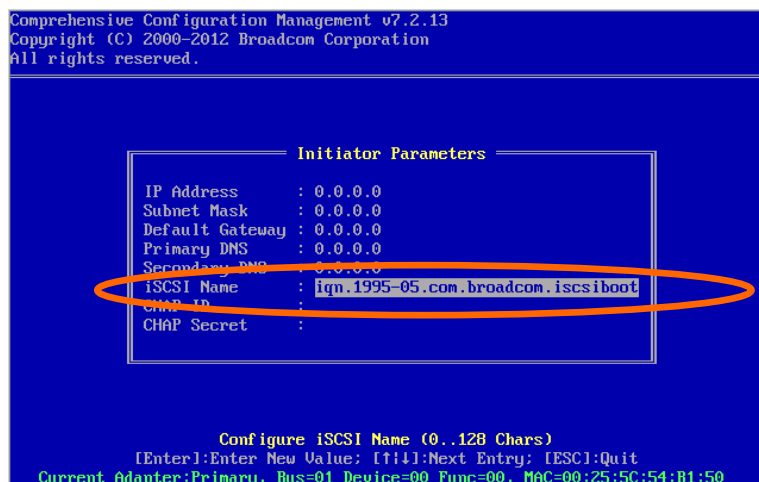 Comprehensive Configuration Management v7.2.13
Copyright (C) 2000-2012 Broadcom Corporation
All rights reserved.
Initiator Parameters
IP Address : 0.0.0.0
Subnet Mask : 0.0.0.0
Default Gateway : 0.0.0.0
Primary DNS : 0.0.0.0
Secondary DNS : 0.0.0.0
iSCSI Name : iqn.1995-05.com.broadcom.iscsiboot
CHAP ID :
CHAP Secret :
Configure iSCSI Name (0..128 Chars)
[Enter]:Enter New Value; [↑|↓]:Next Entry; [ESC]:Quit
Current Adapter:Primary, Bus=01 Device=00 Func=00, MAC=00:25:5C:54:B1:50